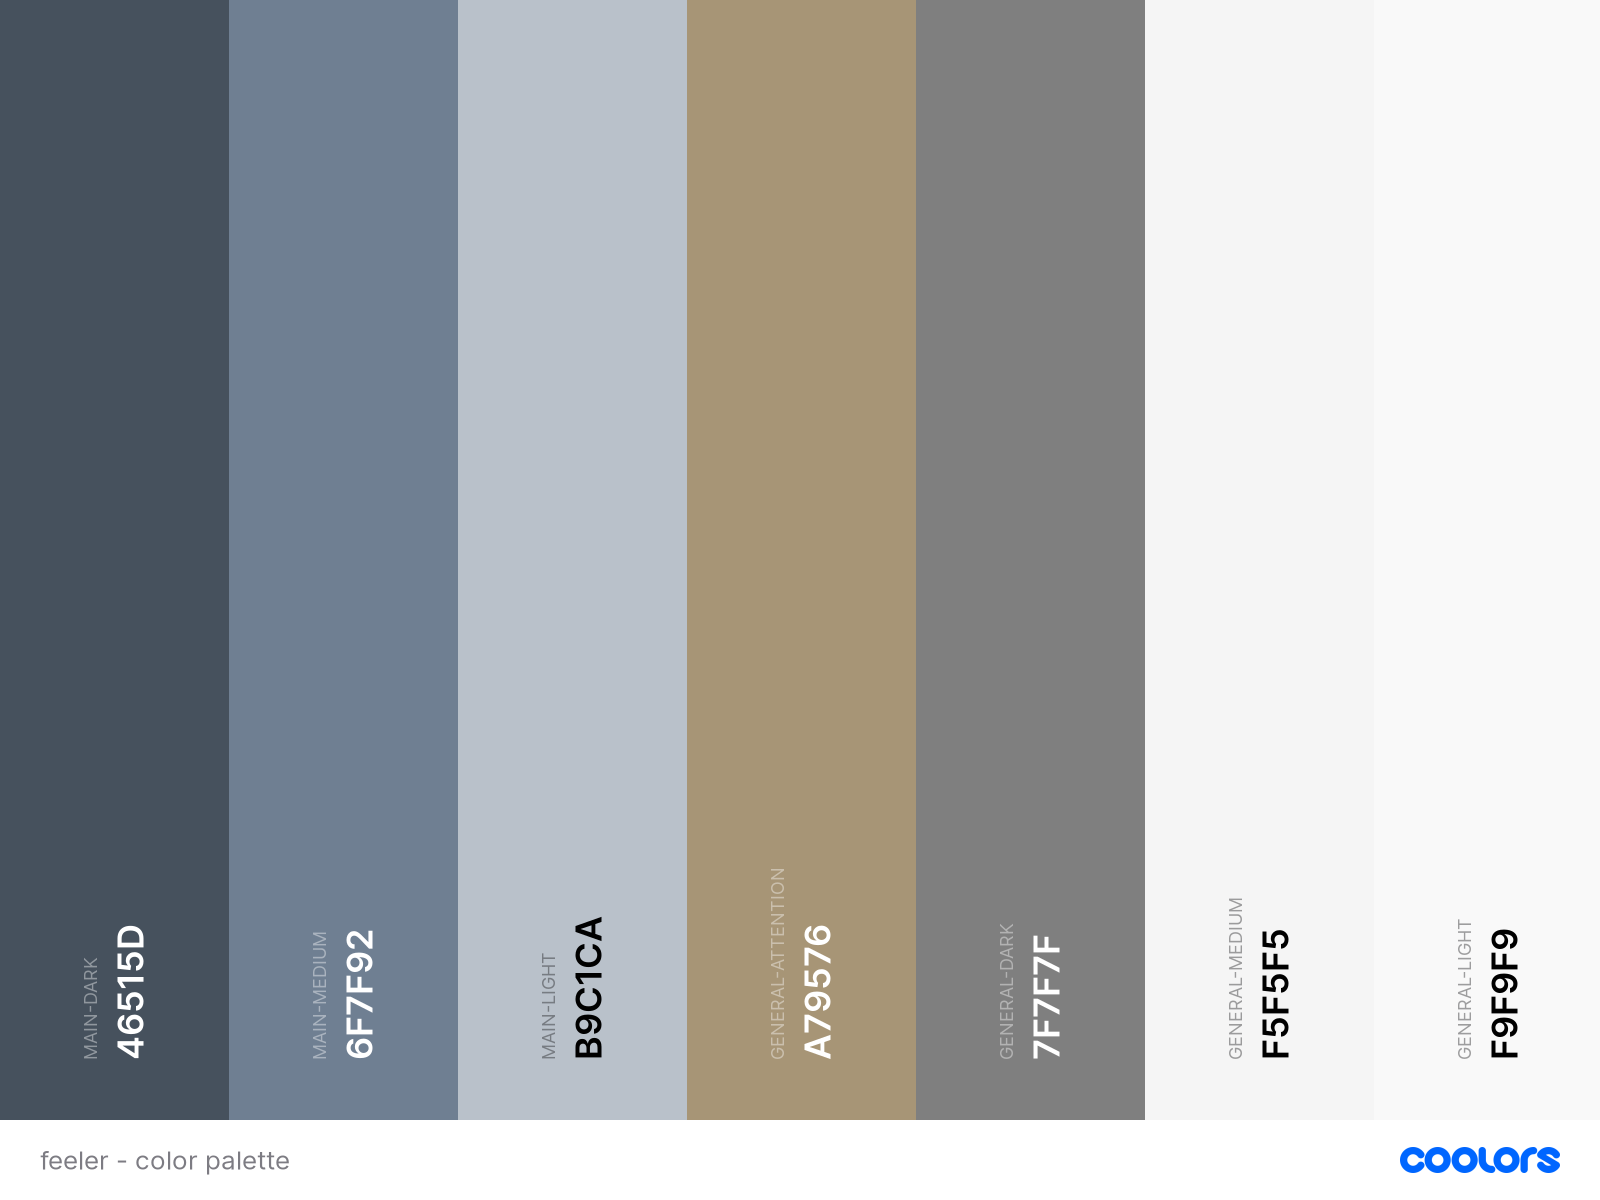 MAIN-DARK
46515D
MAIN-MEDIUM
6F7F92
MAIN-LIGHT
B9C1CA
GENERAL-ATTENTION
A79576
GENERAL-DARK
7F7F7F
GENERAL-MEDIUM
F5F5F5
GENERAL-LIGHT
F9F9F9
feeler - color palette
coolors